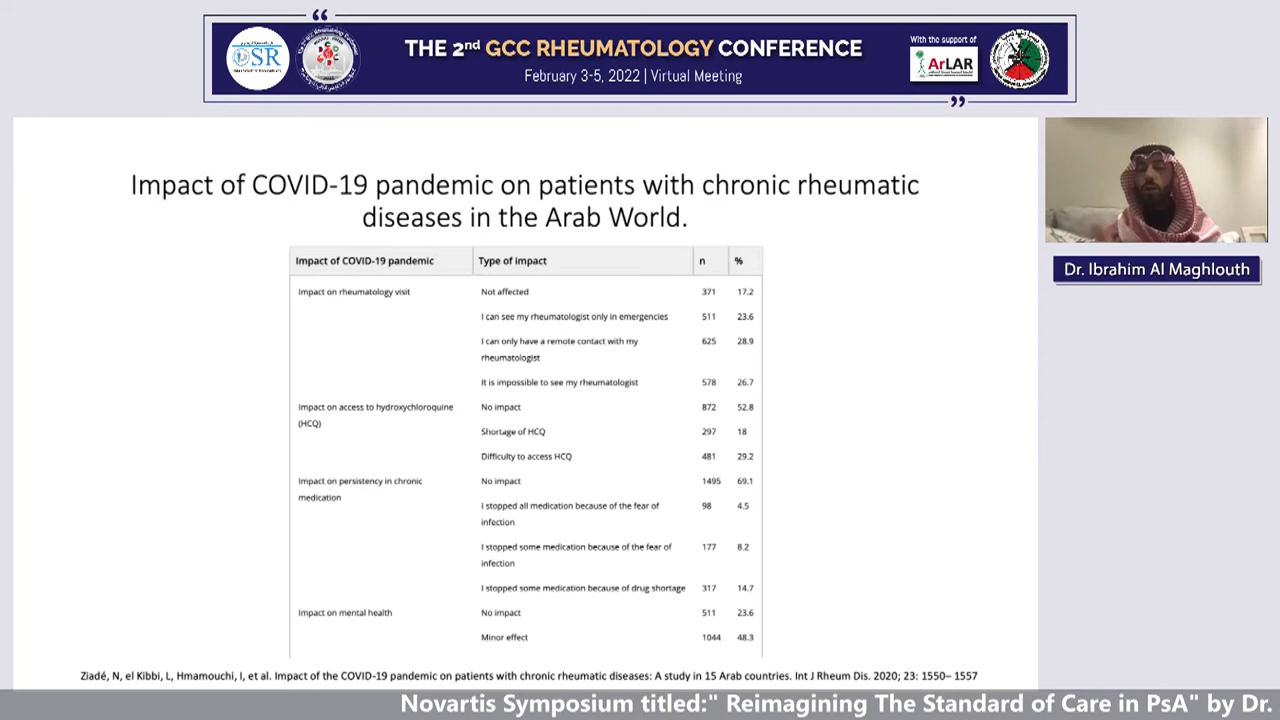 “
THE 2nd GCC RHEUMATOLOGY CONFERENCE
February 3-5, 2022 | Virtual Meeting
With the support of
OSR
ArLAR
”
Dr. Ibrahim Al Maghlouth
Impact of COVID-19 pandemic on patients with chronic rheumatic
diseases in the Arab World.
Impact of COVID-19 pandemic Type of impact n %
Impact on rheumatology visit Not affected 371 17.2
I can see my rheumatologist only in emergencies 511 23.6
I can only have a remote contact with my 625 28.9
rheumatologist
It is impossible to see my rheumatologist 578 26.7
Impact on access to hydroxychloroquine No impact 872 52.8
(HCQ)
Shortage of HCQ 297 18
Difficulty to access HCQ 481 29.2
Impact on persistency in chronic No impact 1495 69.1
medication
I stopped all medication because of the fear of 98 4.5
infection
I stopped some medication because of the fear of 177 8.2
infection
I stopped some medication because of drug shortage 317 14.7
Impact on mental health No impact 511 23.6
Minor effect 1044 48.3
Ziadé, N, el Kibbi, L, Hmamouchi, I, et al. Impact of the COVID-19 pandemic on patients with chronic rheumatic diseases: A study in 15 Arab countries. Int J Rheum Dis. 2020; 23: 1550– 1557
Novartis Symposium titled:" Reimagining The Standard of Care in PsA" by Dr.